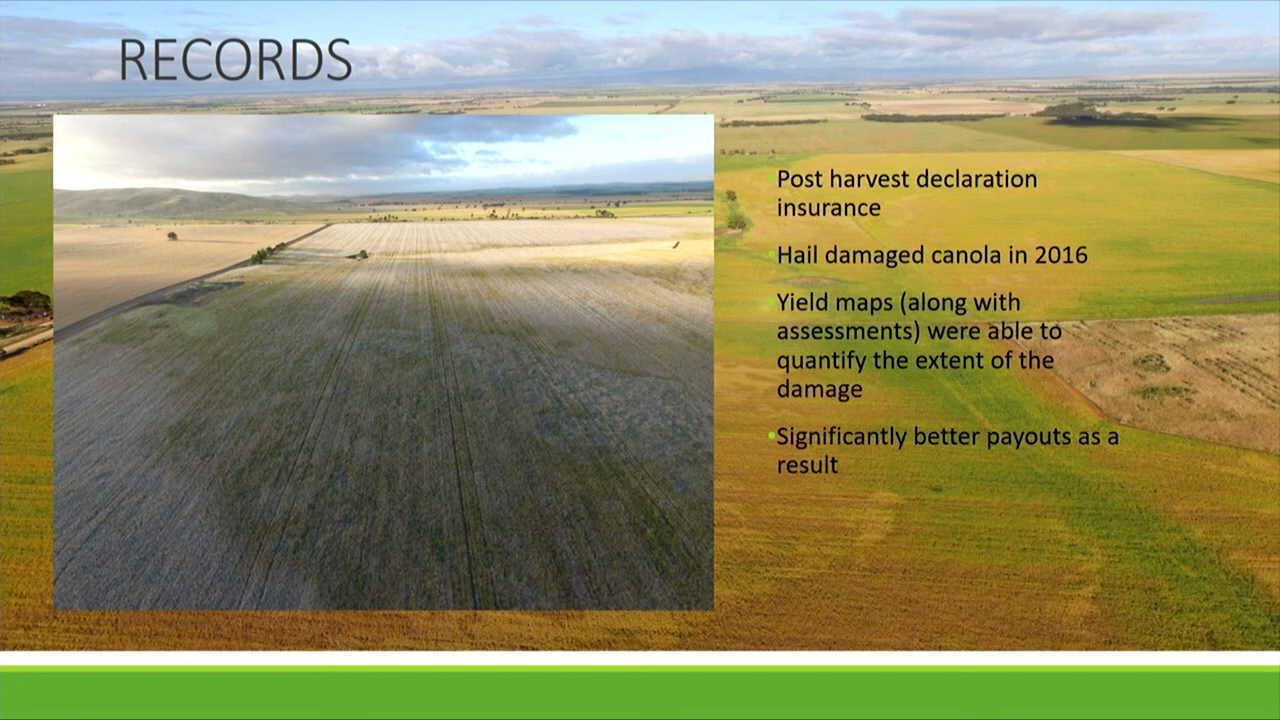 RECORDS
Post harvest declaration
insurance
Hail damaged canola in 2016
Yield maps (along with
assessments) were able to
quantify the extent of the
damage
•Significantly better payouts as a
result